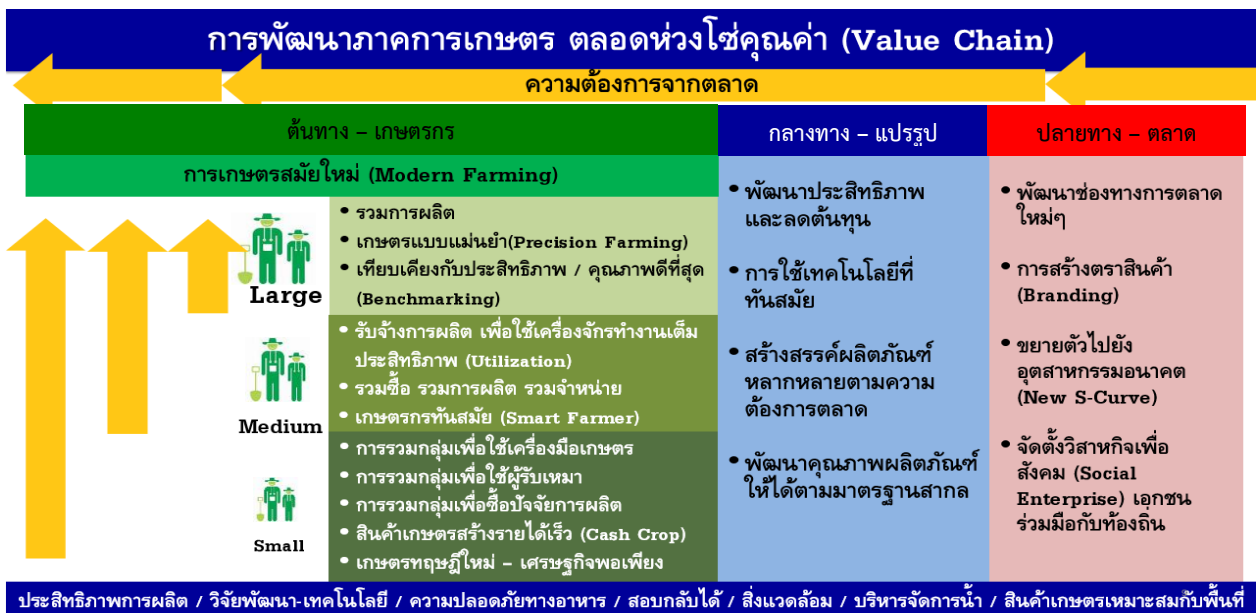 การพัฒนาภาคการเกษตร ตลอดห่วงโซ่คุณค่า (Value Chain)
ความต้องการจากตลาด
ต้นทาง – เกษตรกร
การเกษตรสมัยใหม่ (Modern Farming)
Large
• รวมการผลิต
• เกษตรแบบแม่นยำ(Precision Farming)
• เทียบเคียงกับประสิทธิภาพ / คุณภาพดีที่สุด
(Benchmarking)
Medium
• รับจ้างการผลิต เพื่อใช้เครื่องจักรทำงานเต็ม
ประสิทธิภาพ (Utilization)
• รวมซื้อ รวมการผลิต รวมจำหน่าย
• เกษตรกรทันสมัย (Smart Farmer)
Small
• การรวมกลุ่มเพื่อใช้เครื่องมือเกษตร
• การรวมกลุ่มเพื่อใช้ผู้รับเหมา
• การรวมกลุ่มเพื่อซื้อปัจจัยการผลิต
• สินค้าเกษตรสร้างรายได้เร็ว (Cash Crop)
• เกษตรทฤษฎีใหม่ – เศรษฐกิจพอเพียง
กลางทาง – แปรรูป
• พัฒนาประสิทธิภาพ
และลดต้นทุน
• การใช้เทคโนโลยีที่
ทันสมัย
• สร้างสรรค์ผลิตภัณฑ์
หลากหลายตามความ
ต้องการตลาด
• พัฒนาคุณภาพผลิตภัณฑ์
ให้ได้ตามมาตรฐานสากล
ปลายทาง – ตลาด
• พัฒนาช่องทางการตลาด
ใหม่ๆ
• การสร้างตราสินค้า
(Branding)
• ขยายตัวไปยัง
อุตสาหกรรมอนาคต
(New S-Curve)
• จัดตั้งวิสาหกิจเพื่อ
สังคม (Social
Enterprise) เอกชน
ร่วมมือกับท้องถิ่น
ประสิทธิภาพการผลิต / วิจัยพัฒนา-เทคโนโลยี / ความปลอดภัยทางอาหาร / สอบกลับได้ / สิ่งแวดล้อม / บริหารจัดการน้ำ / สินค้าเกษตรเหมาะสมกับพื้นที่